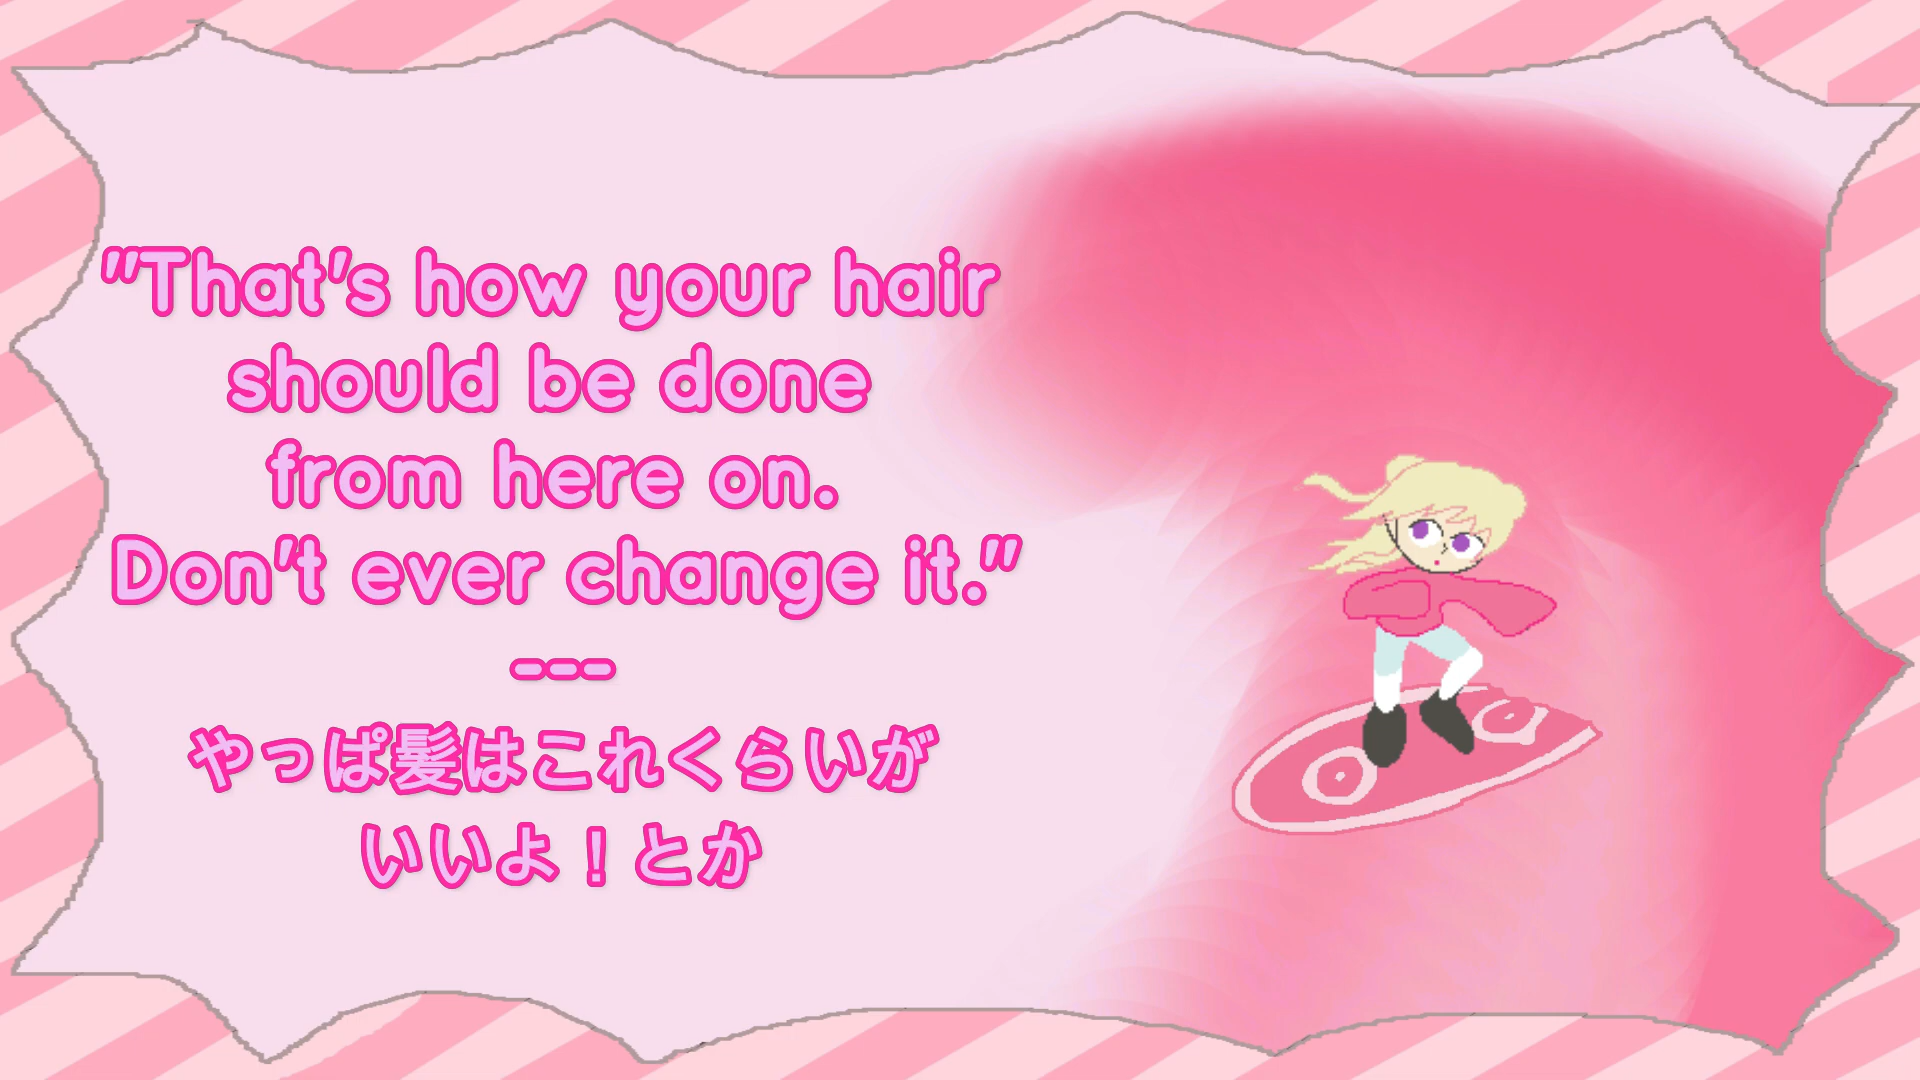 "That's how your hair
should be done
from here on.
Don't ever change it."
---
やっぱ髪はこれくらいが
いいよ！とか